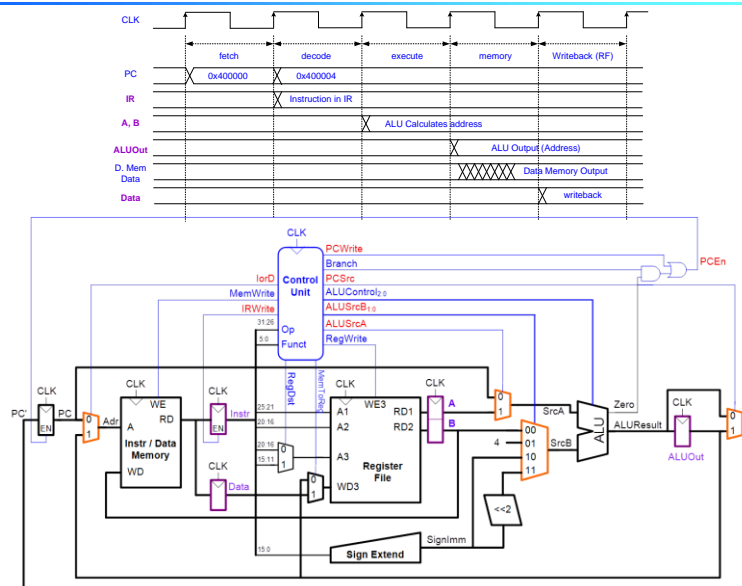 CLK
fetch decode execute memory Writeback (RF)
PC 0x400000 0x400004
IR Instruction in IR
A, B ALU Calculates address
ALUOut ALU Output (Address)
D. Mem Data Data Memory Output
Data writeback
CLK
PCWrite
Branch
PCEn
IorD Control Unit PCSrc
MemWrite ALUControl2:0
IRWrite ALUSrcB1:0
31:26 Op ALUSrcA
5:0 Funct RegWrite
RegDst MemToReg
CLK CLK CLK CLK CLK
PC' PC EN 0 1 Adr
WE A RD Instr / Data Memory WD
EN Instr
25:21 A1 WE3 RD1 A
20:16 A2 RD2 B
20:16 0 A3
15:11 1
Register File
CLK Data 0 1 WD3
0 1 SrcA
4 00 01 10 11 SrcB
ALU Zero
ALUResult
CLK
ALUOut
0 1
<<2
SignImm
15:0 Sign Extend